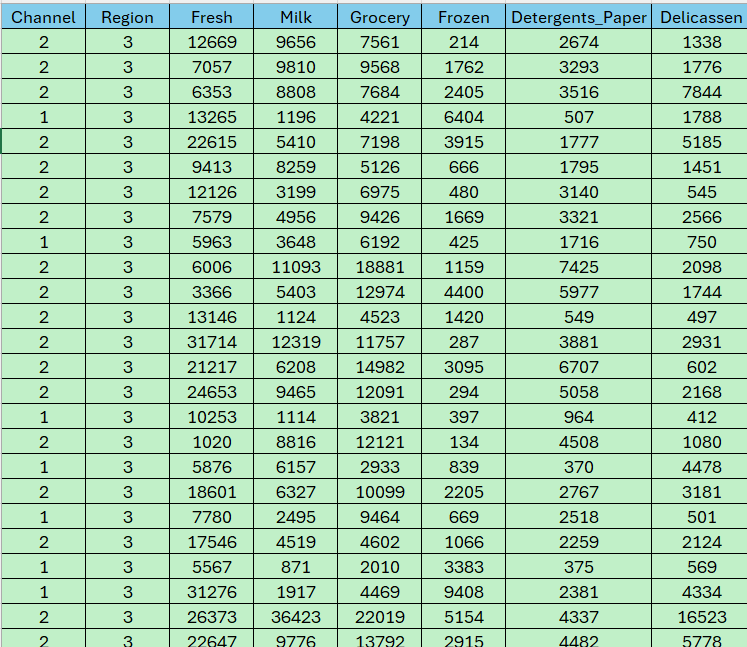 Channel Region Fresh Milk Grocery Frozen Detergents_Paper Delicassen
2 3 12669 9656 7561 214 2674 1338
2 3 7057 9810 9568 1762 3293 1776
2 3 6353 8808 7684 2405 3516 7844
1 3 13265 1196 4221 6404 507 1788
2 3 22615 5410 7198 3915 1777 5185
2 3 9413 8259 5126 666 1795 1451
2 3 12126 3199 6975 480 3140 545
2 3 7579 4956 9426 1669 3321 2566
1 3 5963 3648 6192 425 1716 750
2 3 6006 11093 18881 1159 7425 2098
2 3 3366 5403 12974 4400 5977 1744
2 3 13146 1124 4523 1420 549 497
2 3 31714 12319 11757 287 3881 2931
2 3 21217 6208 14982 3095 6707 602
2 3 24653 9465 12091 294 5058 2168
1 3 10253 1114 3821 397 964 412
2 3 1020 8816 12121 134 4508 1080
1 3 5876 6157 2933 839 370 4478
2 3 18601 6327 10099 2205 2767 3181
1 3 7780 2495 9464 669 2518 501
2 3 17546 4519 4602 1066 2259 2124
1 3 5567 871 2010 3383 375 569
1 3 31276 1917 4469 9408 2381 4334
2 3 26373 36423 22019 5154 4337 16523
2 3 22647 9776 13792 2915 4482 5778